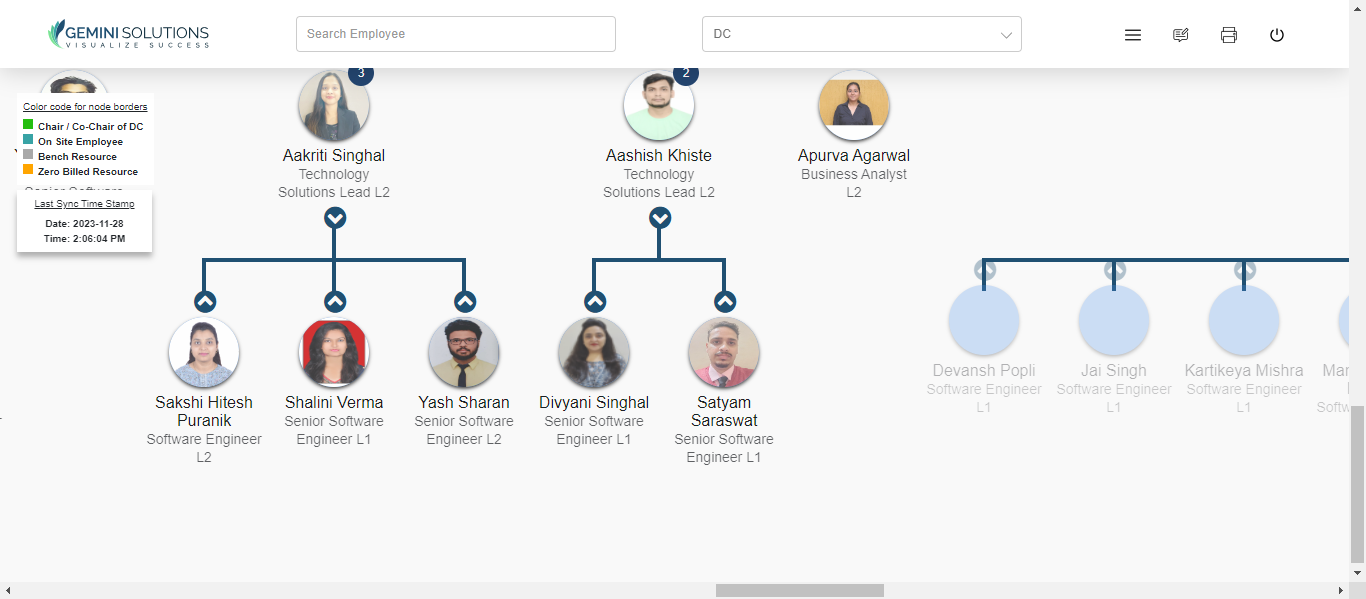 GEMINI SOLUTIONS
VISUALIZE SUCCESS
Search Employee
DC
3
2
Color code for node borders
Chair / Co-Chair of DC
On Site Employee
Bench Resource
Zero Billed Resource
Senior Software
Last Sync Time Stamp
Date: 2023-11-28
Time: 2:06:04 PM
Aakriti Singhal
Technology
Solutions Lead L2
Aashish Khiste
Technology
Solutions Lead L2
Apurva Agarwal
Business Analyst
L2
Sakshi Hitesh
Puranik
Software Engineer
L2
Shalini Verma
Senior Software
Engineer L1
Yash Sharan
Senior Software
Engineer L2
Divyani Singhal
Senior Software
Engineer L1
Satyam
Saraswat
Senior Software
Engineer L1
Devansh Popli
Software Engineer
L1
Jai Singh
Software Engineer
L1
Kartikeya Mishra
Software Engineer
L1